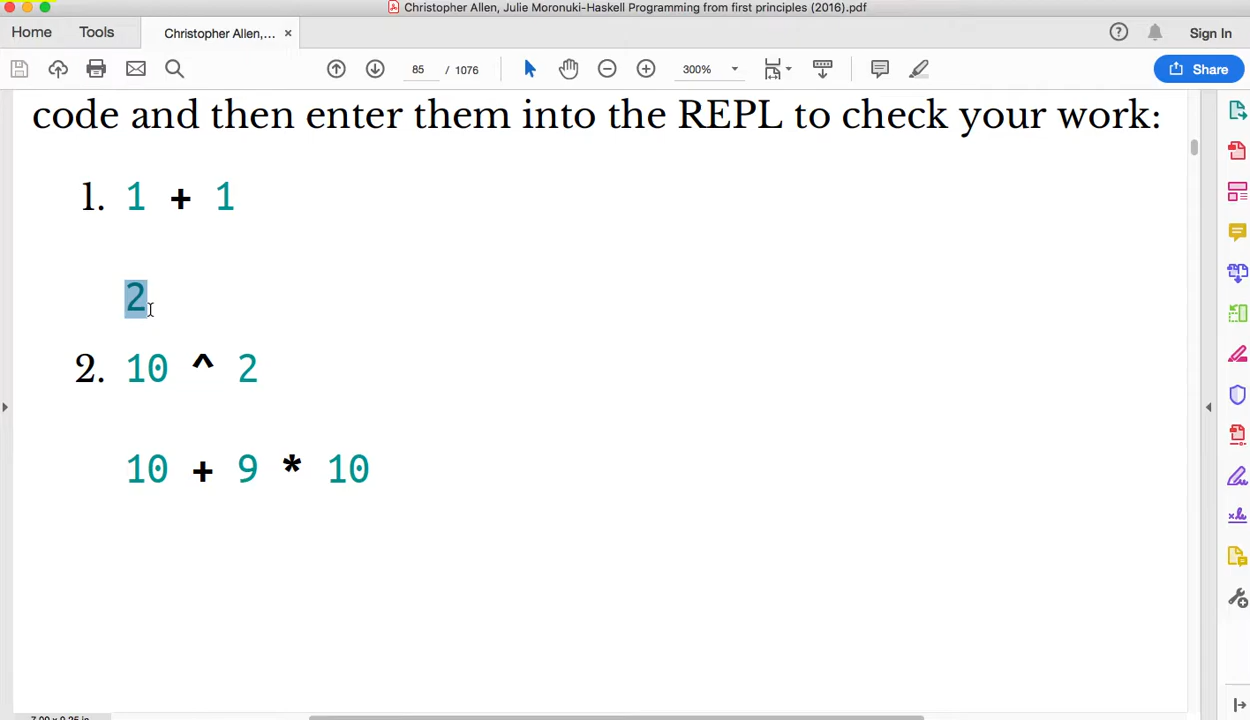 Christopher Allen, Julie Moronuki-Haskell Programming from first principles (2016).pdf
Home Tools Christopher Allen,... × Sign In
85 / 1076 300% Share
code and then enter them into the REPL to check your work:
1. 1 + 1
2
2. 10 ^ 2
10 + 9 * 10